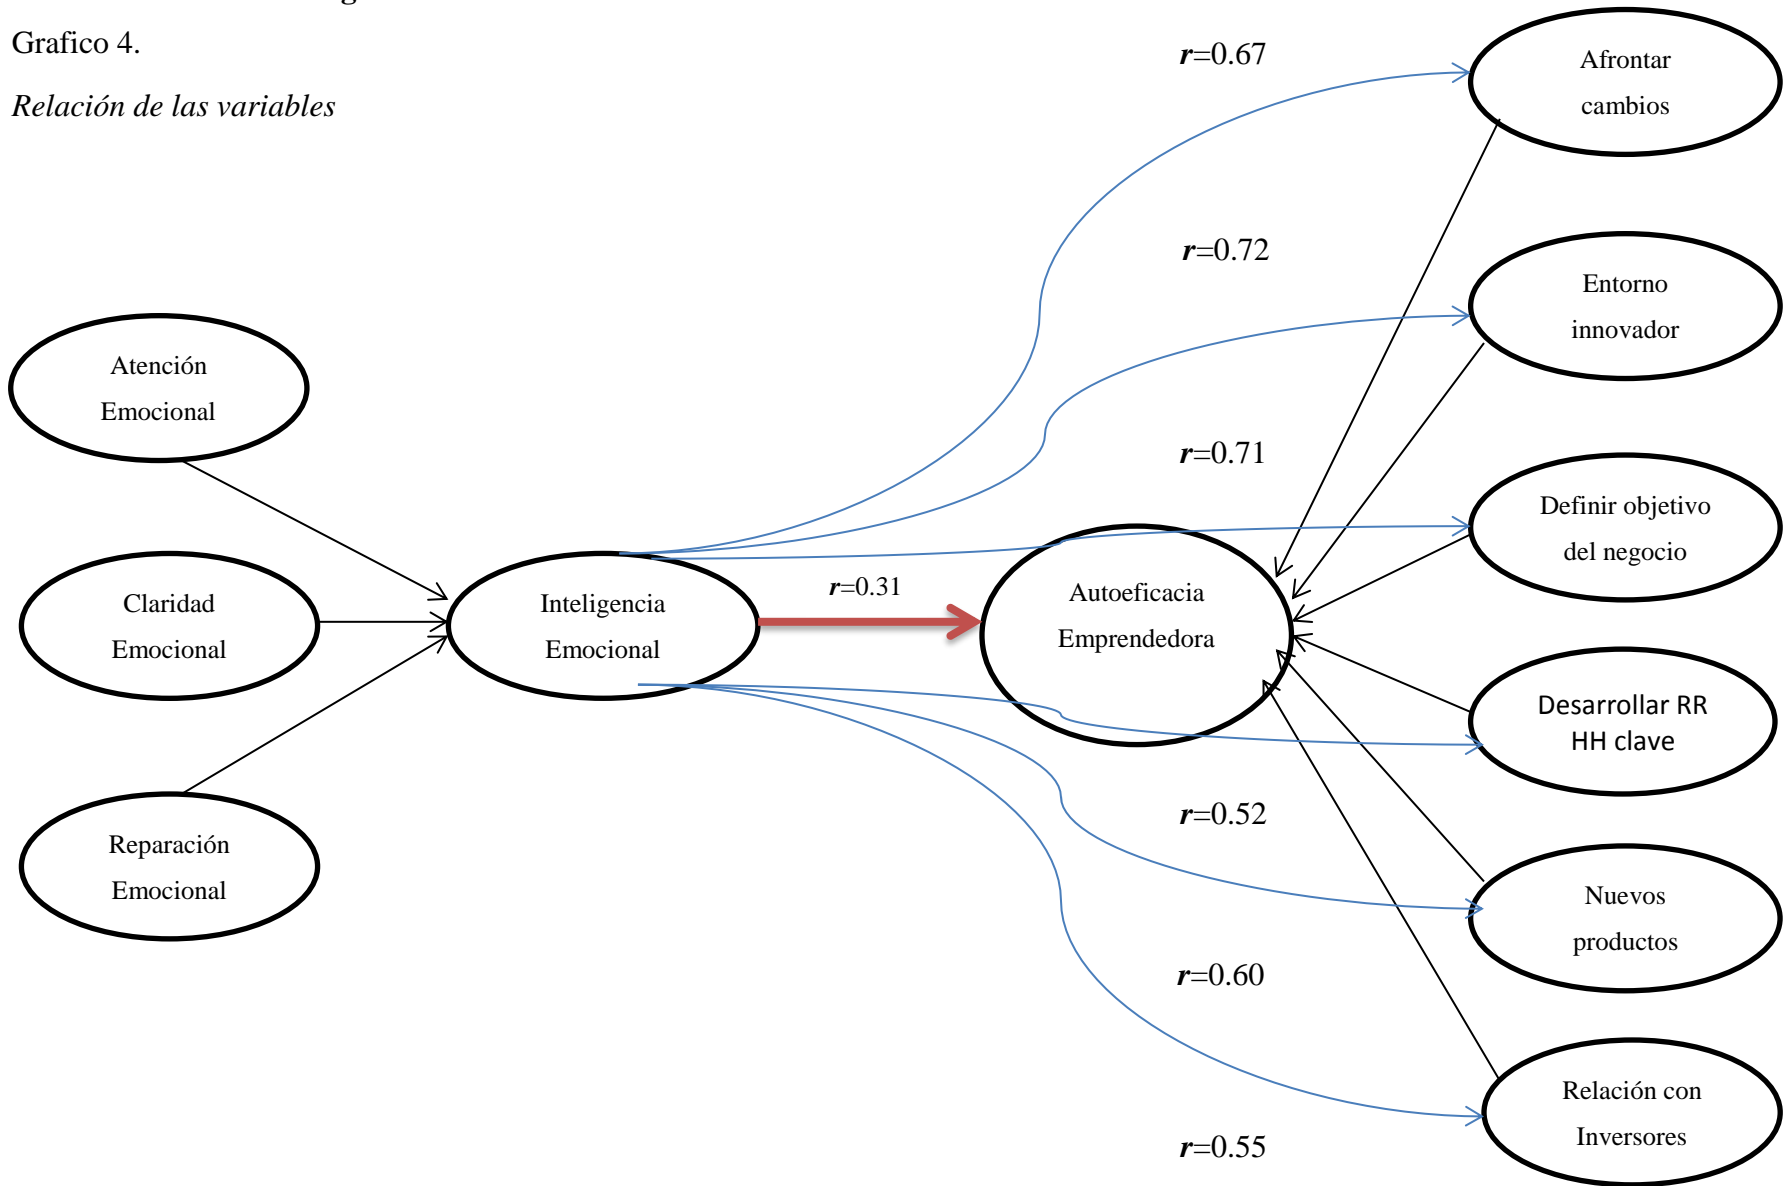 Grafico 4.
Relación de las variables
r=0.67
Afrontar
cambios
r=0.72
Entorno
innovador
Atención
Emocional
r=0.71
Definir objetivo
del negocio
Claridad
Emocional
Inteligencia
Emocional
r=0.31
Autoeficacia
Emprendedora
Desarrollar RR
HH clave
r=0.52
Reparación
Emocional
Nuevos
productos
r=0.60
Relación con
Inversores
r=0.55